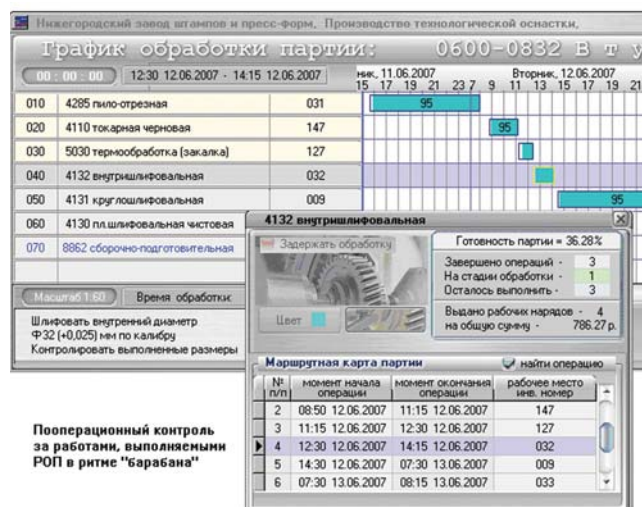 Нижегородский завод штампов и пресс-форм, Производство технологической оснастки,
График обработки партии: 0600-0832 Вту
00 : 00 : 00 12:30 12.06.2007 - 14:15 12.06.2007
ник, 11.06.2007 Вторник, 12.06.2007
15 17 19 21 23 7 9 11 13 15 17 19 21
010 4285 пило-отрезная 031 95
020 4110 токарная черновая 147 95
030 5030 термообработка (закалка) 127
040 4132 внутришлифовальная 032
050 4131 круглошлифовальная 009 95
060 4130 пл.шлифовальная чистовая
070 8862 сборочно-подготовительная
Масштаб 1:60 Время обработки:
Шлифовать внутренний диаметр
Ф32 (+0,025) мм по калибру
Контролировать выполненные размеры
4132 внутришлифовальная
Задержать обработку
Цвет
Готовность партии = 36.28%
Завершено операций - 3
На стадии обработки - 1
Осталось выполнить - 3
Выдано рабочих нарядов - 4
на общую сумму - 786.27 р.
Маршрутная карта партии найти операцию
№ п/п момент начала операции момент окончания операции рабочее место инв. номер
2 08:50 12.06.2007 11:15 12.06.2007 147
3 11:15 12.06.2007 12:30 12.06.2007 127
4 12:30 12.06.2007 14:15 12.06.2007 032
5 14:30 12.06.2007 07:30 13.06.2007 009
6 07:30 13.06.2007 08:15 13.06.2007 033
Пооперационный контроль
за работами, выполняемыми
РОП в ритме "барабана"